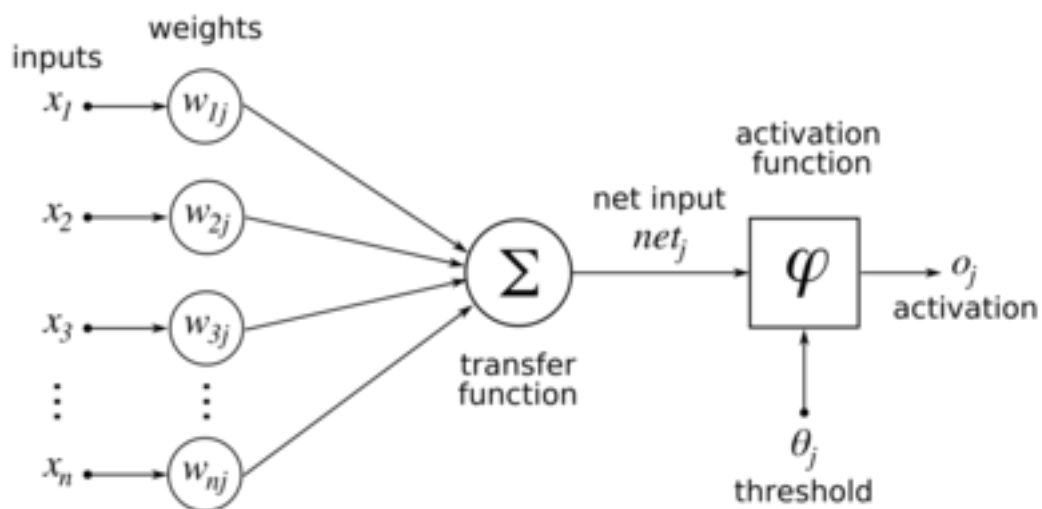 weights
inputs
x₁ w₁ⱼ
x₂ w₂ⱼ
x₃ w₃ⱼ
⋮ ⋮
xₙ wₙⱼ
Σ
transfer
function
net input
netⱼ
activation
function
φ
oⱼ
activation
θⱼ
threshold